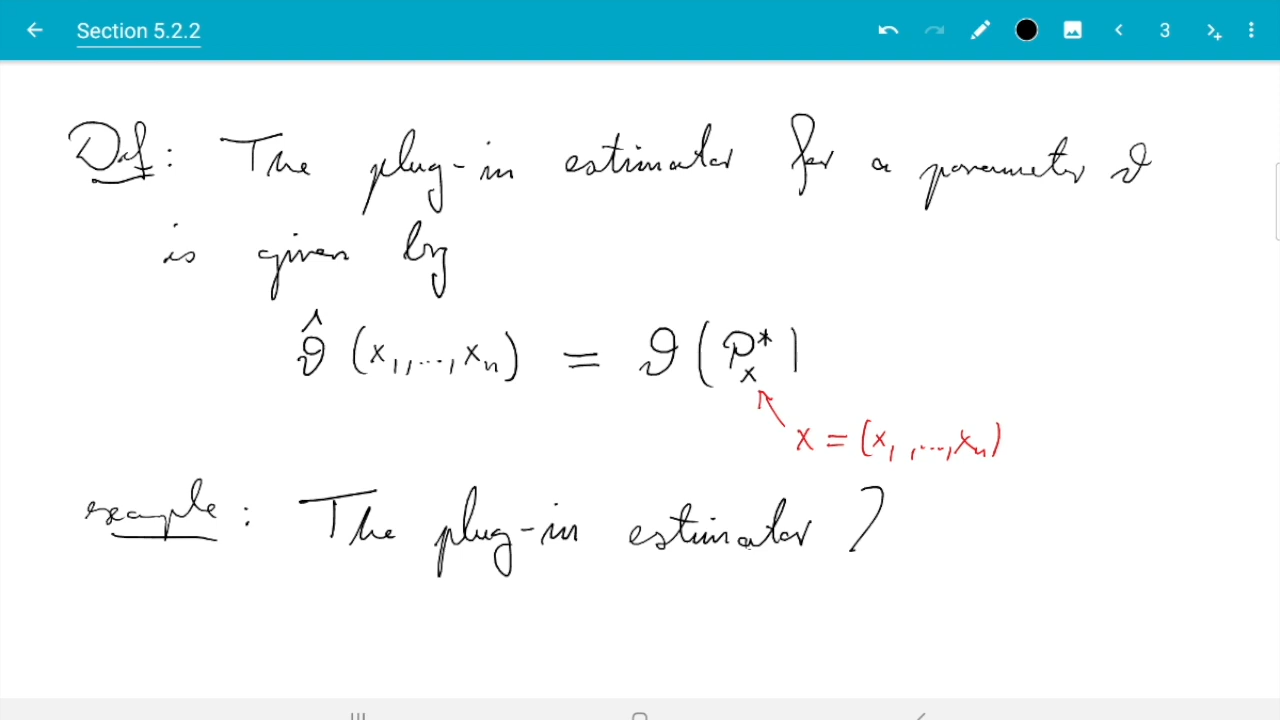 Section 5.2.2
3
Def: The plug-in estimator for a parameter ϑ
is given by
ϑ̂ (x₁,...,xₙ) = ϑ(P*ₓ)
x = (x₁,...,xₙ)
example: The plug-in estimator